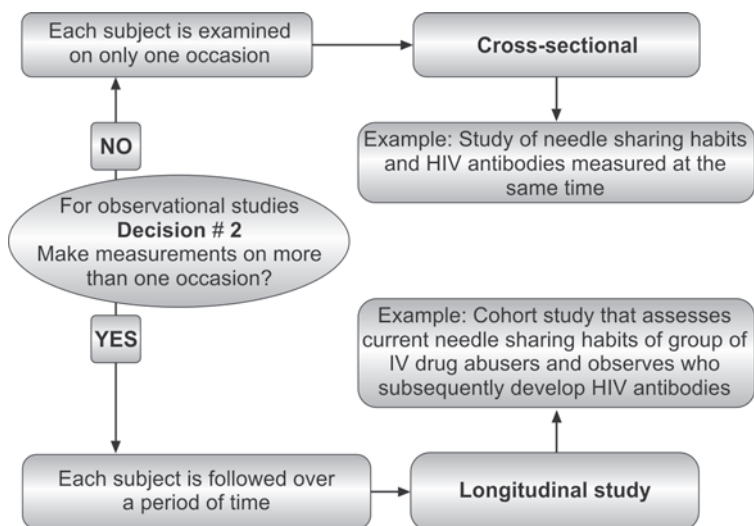 Each subject is examined
on only one occasion
Cross-sectional
NO
Example: Study of needle sharing habits
and HIV antibodies measured at the
same time
For observational studies
Decision # 2
Make measurements on more
than one occasion?
YES
Example: Cohort study that assesses
current needle sharing habits of group of
IV drug abusers and observes who
subsequently develop HIV antibodies
Each subject is followed over
a period of time
Longitudinal study